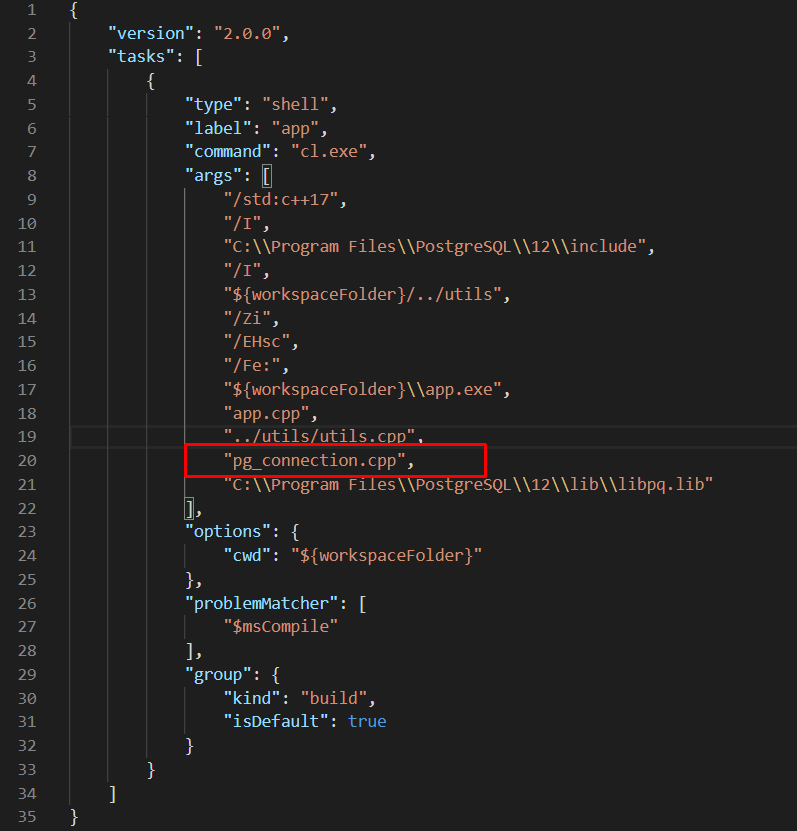 1 {
2 "version": "2.0.0",
3 "tasks": [
4 {
5 "type": "shell",
6 "label": "app",
7 "command": "cl.exe",
8 "args": [
9 "/std:c++17",
10 "/I",
11 "C:\\Program Files\\PostgreSQL\\12\\include",
12 "/I",
13 "${workspaceFolder}/../utils",
14 "/Zi",
15 "/EHsc",
16 "/Fe:",
17 "${workspaceFolder}\\app.exe",
18 "app.cpp",
19 "../utils/utils.cpp",
20 "pg_connection.cpp",
21 "C:\\Program Files\\PostgreSQL\\12\\lib\\libpq.lib"
22 ],
23 "options": {
24 "cwd": "${workspaceFolder}"
25 },
26 "problemMatcher": [
27 "$msCompile"
28 ],
29 "group": {
30 "kind": "build",
31 "isDefault": true
32 }
33 }
34 ]
35 }